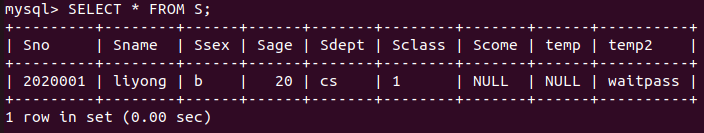 mysql> SELECT * FROM S;
+---------+--------+------+------+-------+--------+-------+------+----------+
| Sno     | Sname  | Ssex | Sage | Sdept | Sclass | Scome | temp | temp2    |
+---------+--------+------+------+-------+--------+-------+------+----------+
| 2020001 | liyong | b    |   20 | cs    | 1      | NULL  | NULL | waitpass |
+---------+--------+------+------+-------+--------+-------+------+----------+
1 row in set (0.00 sec)